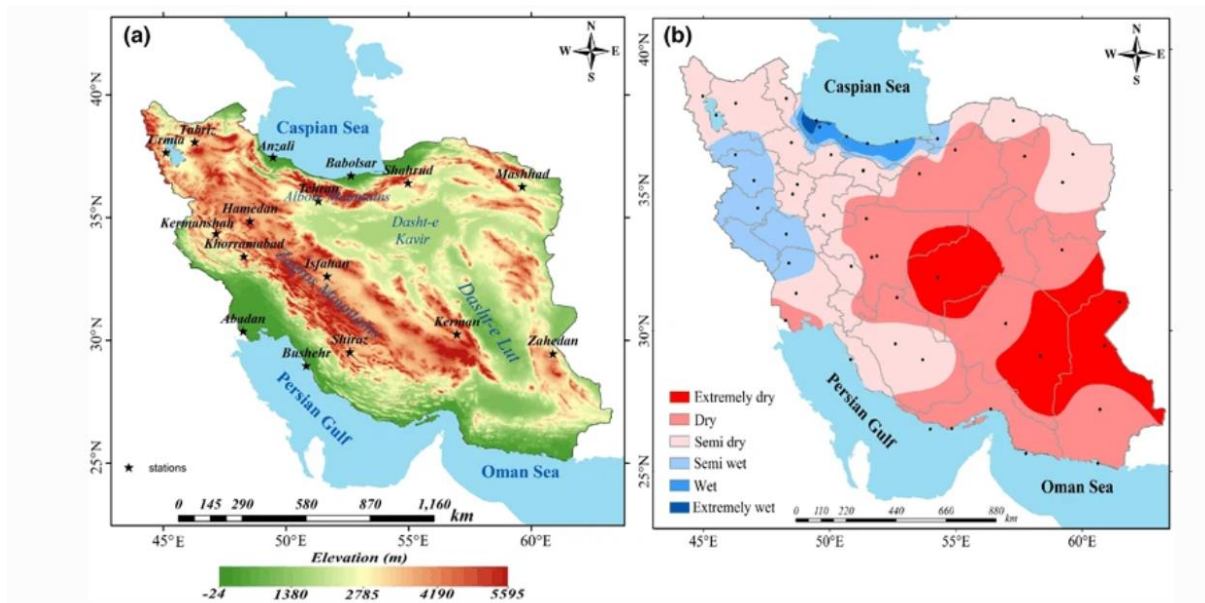 (a)
N
W E
S
40°N
35°N
30°N
25°N
Caspian Sea
Tabriz
Urmia
Anzali
Babolsar
Shahrud
Mashhad
Tehran
Hamedan
Kermanshah
Khorramabad
Dasht-e
Kavir
Isfahan
Dasht-e Lut
Abadan
Kerman
Shiraz
Zahedan
Bushehr
Persian Gulf
Oman Sea
stations
0 145 290 580 870 1,160
km
45°E 50°E 55°E 60°E
Elevation (m)
-24 1380 2785 4190 5595
(b)
N
W E
S
40°N
35°N
30°N
25°N
Caspian Sea
Persian Gulf
Oman Sea
Extremely dry
Dry
Semi dry
Semi wet
Wet
Extremely wet
0 110 220 440 660 880
km
45°E 50°E 55°E 60°E